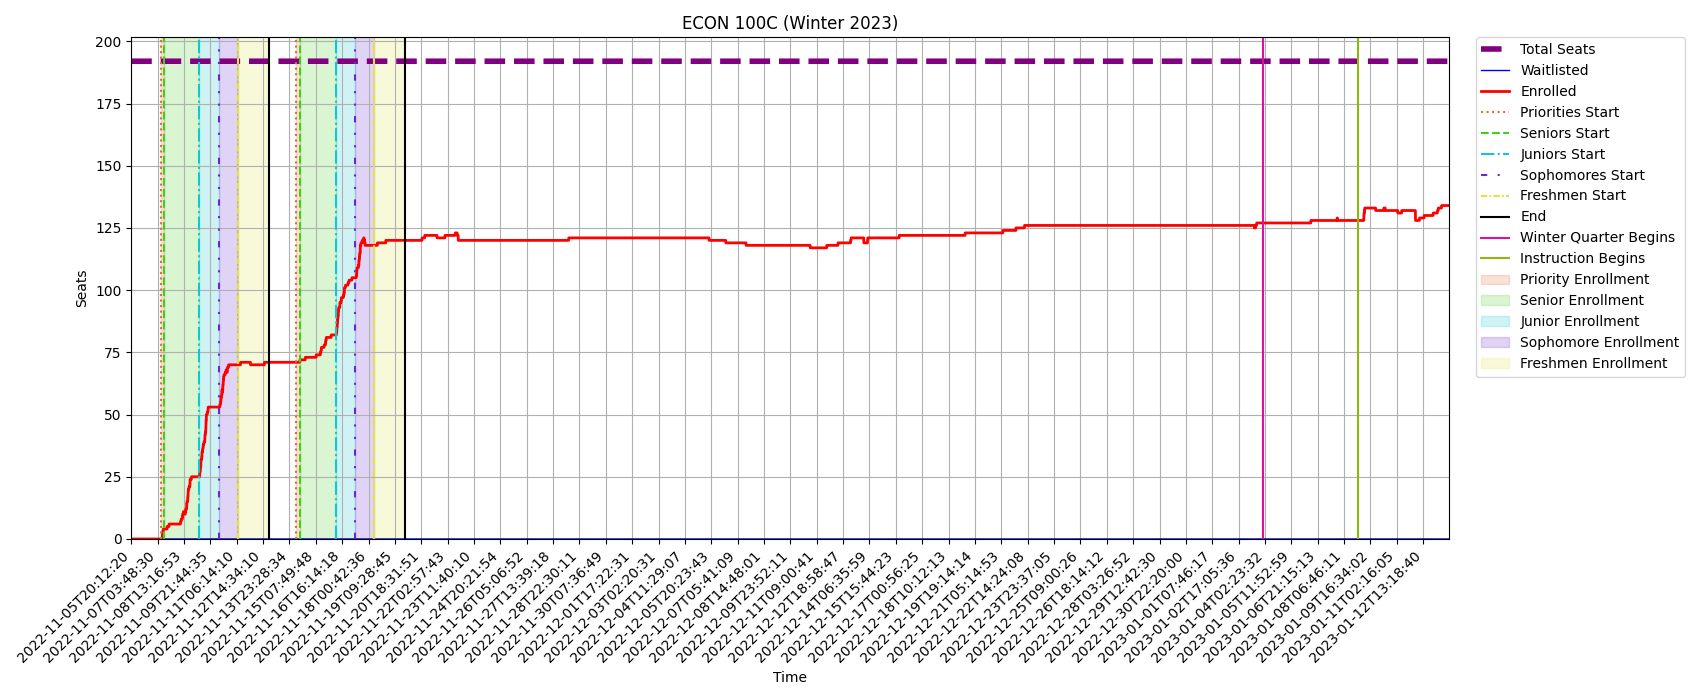 ECON 100C (Winter 2023)
200
175
150
125
100
75
50
25
0
Seats
2022-11-05T20:12:20
2022-11-07T03:48:30
2022-11-08T13:16:53
2022-11-09T21:44:35
2022-11-11T06:14:10
2022-11-12T14:34:10
2022-11-13T23:28:34
2022-11-15T07:49:48
2022-11-16T16:14:18
2022-11-18T00:42:36
2022-11-19T09:28:45
2022-11-20T18:31:51
2022-11-22T02:57:43
2022-11-23T11:40:10
2022-11-24T20:21:54
2022-11-26T05:06:52
2022-11-27T13:39:18
2022-11-28T22:30:11
2022-11-30T07:36:49
2022-12-01T17:22:31
2022-12-03T02:20:31
2022-12-04T11:29:07
2022-12-05T20:23:43
2022-12-07T05:41:09
2022-12-08T14:48:01
2022-12-09T23:52:11
2022-12-11T09:00:41
2022-12-12T18:58:47
2022-12-14T06:35:59
2022-12-15T15:44:23
2022-12-17T00:56:25
2022-12-18T10:12:13
2022-12-19T19:14:14
2022-12-21T05:14:53
2022-12-22T14:24:08
2022-12-23T23:37:05
2022-12-25T09:00:26
2022-12-26T18:14:12
2022-12-28T03:26:52
2022-12-29T12:42:30
2022-12-30T22:20:00
2023-01-01T07:46:17
2023-01-02T17:05:36
2023-01-04T02:23:32
2023-01-05T11:52:59
2023-01-06T21:15:13
2023-01-08T06:46:11
2023-01-09T16:34:02
2023-01-11T02:16:05
2023-01-12T13:18:40
Time
Total Seats
Waitlisted
Enrolled
Priorities Start
Seniors Start
Juniors Start
Sophomores Start
Freshmen Start
End
Winter Quarter Begins
Instruction Begins
Priority Enrollment
Senior Enrollment
Junior Enrollment
Sophomore Enrollment
Freshmen Enrollment